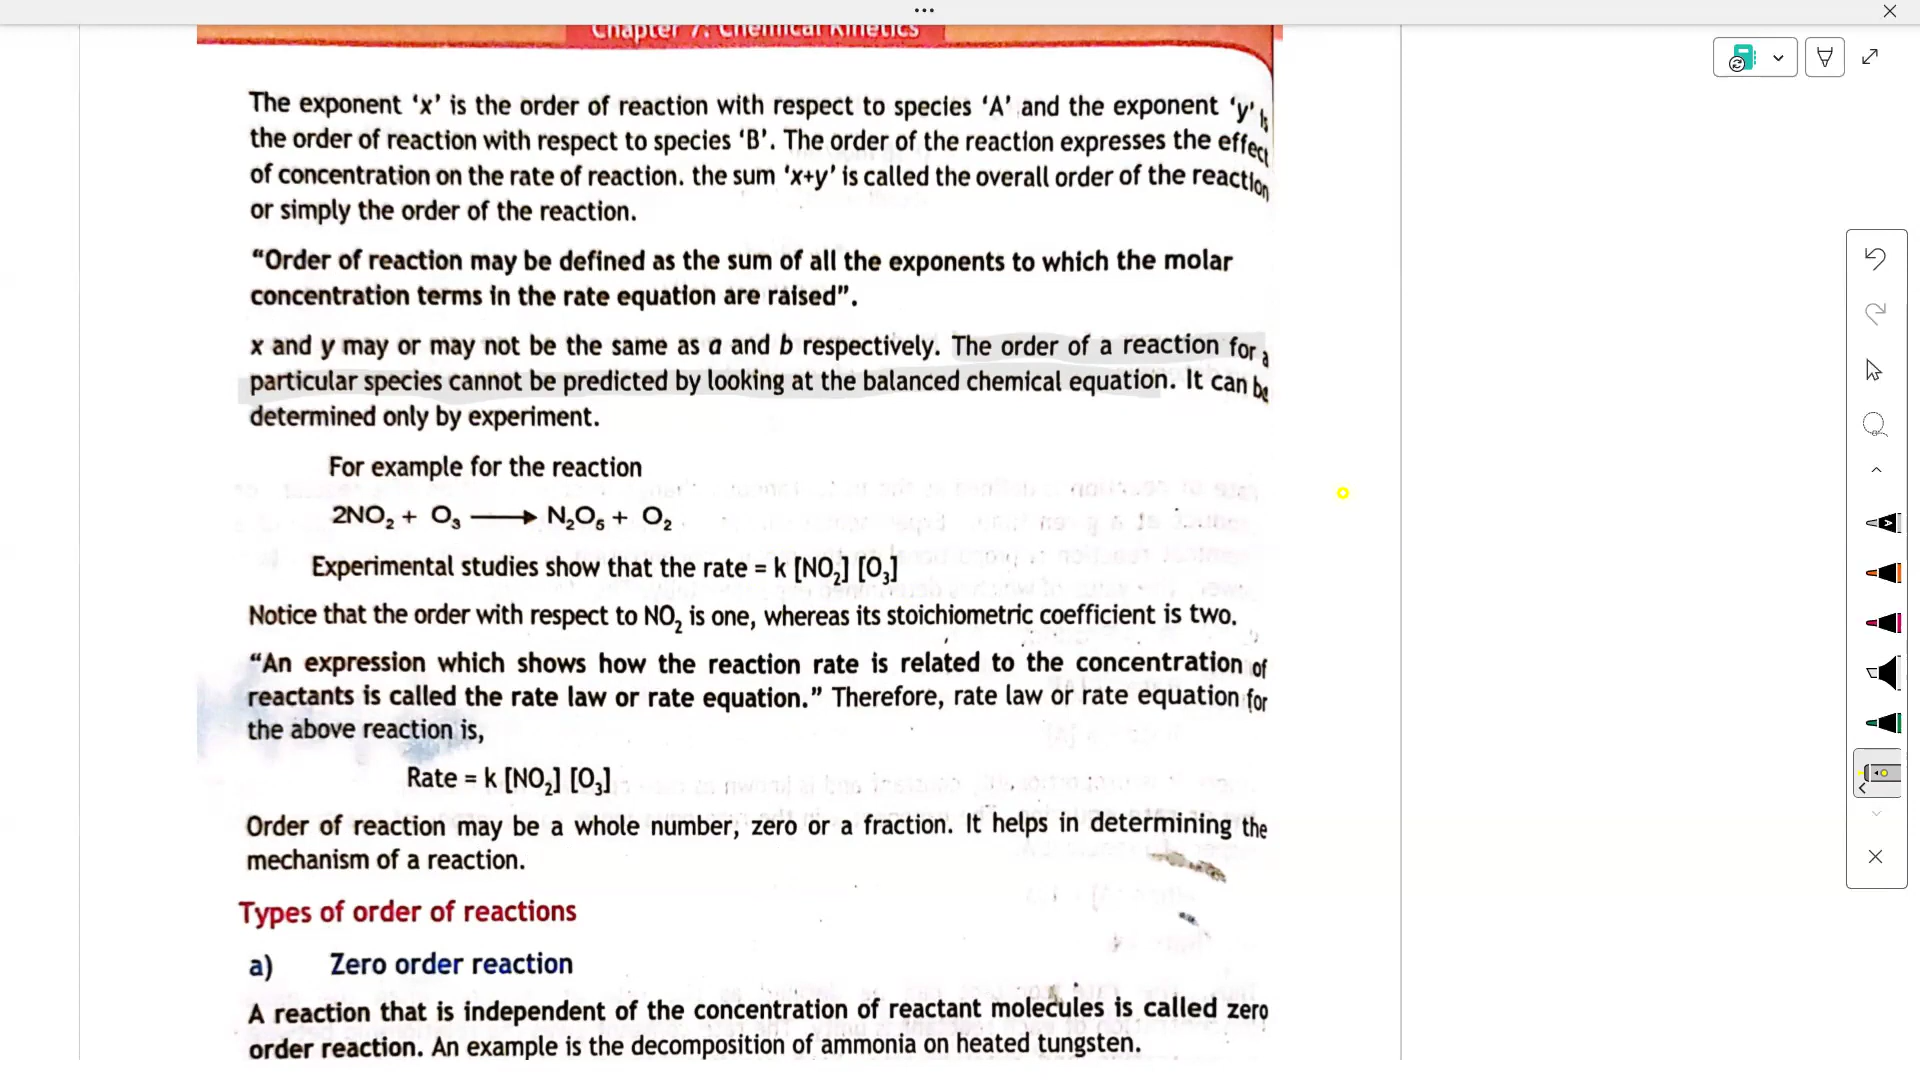 Chapter 7: Chemical Kinetics
The exponent ‘x’ is the order of reaction with respect to species ‘A’ and the exponent ‘y’ is
the order of reaction with respect to species ‘B’. The order of the reaction expresses the effect
of concentration on the rate of reaction. the sum ‘x+y’ is called the overall order of the reaction
or simply the order of the reaction.
“Order of reaction may be defined as the sum of all the exponents to which the molar
concentration terms in the rate equation are raised”.
x and y may or may not be the same as a and b respectively. The order of a reaction for a
particular species cannot be predicted by looking at the balanced chemical equation. It can be
determined only by experiment.
For example for the reaction
2NO₂ + O₃ ⟶ N₂O₅ + O₂
Experimental studies show that the rate = k [NO₂] [O₃]
Notice that the order with respect to NO₂ is one, whereas its stoichiometric coefficient is two.
“An expression which shows how the reaction rate is related to the concentration of
reactants is called the rate law or rate equation.” Therefore, rate law or rate equation for
the above reaction is,
Rate = k [NO₂] [O₃]
Order of reaction may be a whole number, zero or a fraction. It helps in determining the
mechanism of a reaction.
Types of order of reactions
a) Zero order reaction
A reaction that is independent of the concentration of reactant molecules is called zero
order reaction. An example is the decomposition of ammonia on heated tungsten.